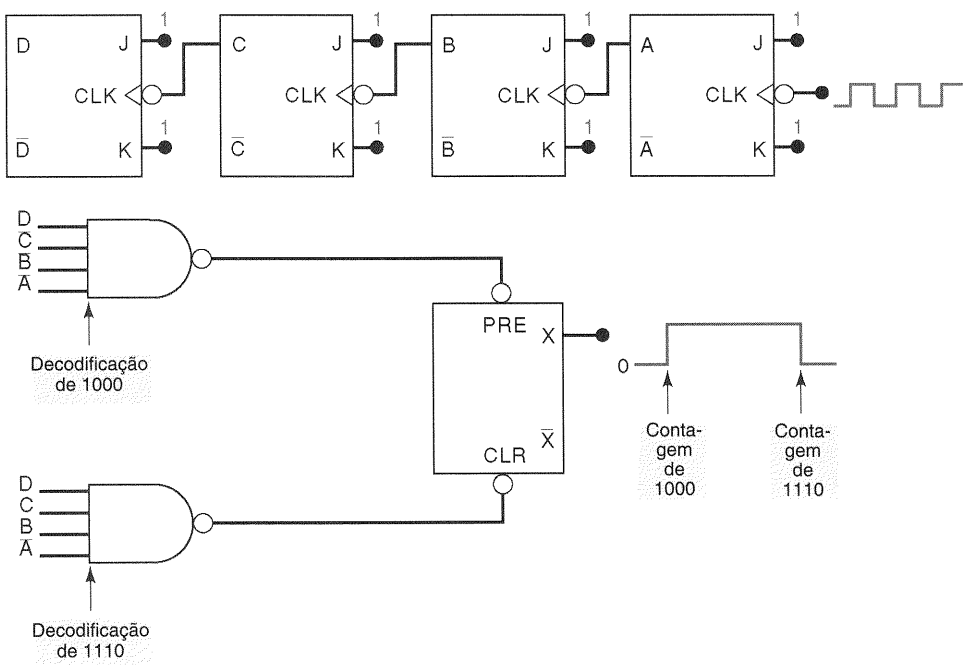 1 1 1 1
D J C J B J A J
CLK CLK CLK CLK
1 1 1 1
D̅ K C̅ K B̅ K A̅ K
D
C̅
B̅
A̅
Decodificação
de 1000
PRE X
X̅
CLR
0
Conta-
gem
de
1000
Conta-
gem
de
1110
D
C
B
A̅
Decodificação
de 1110